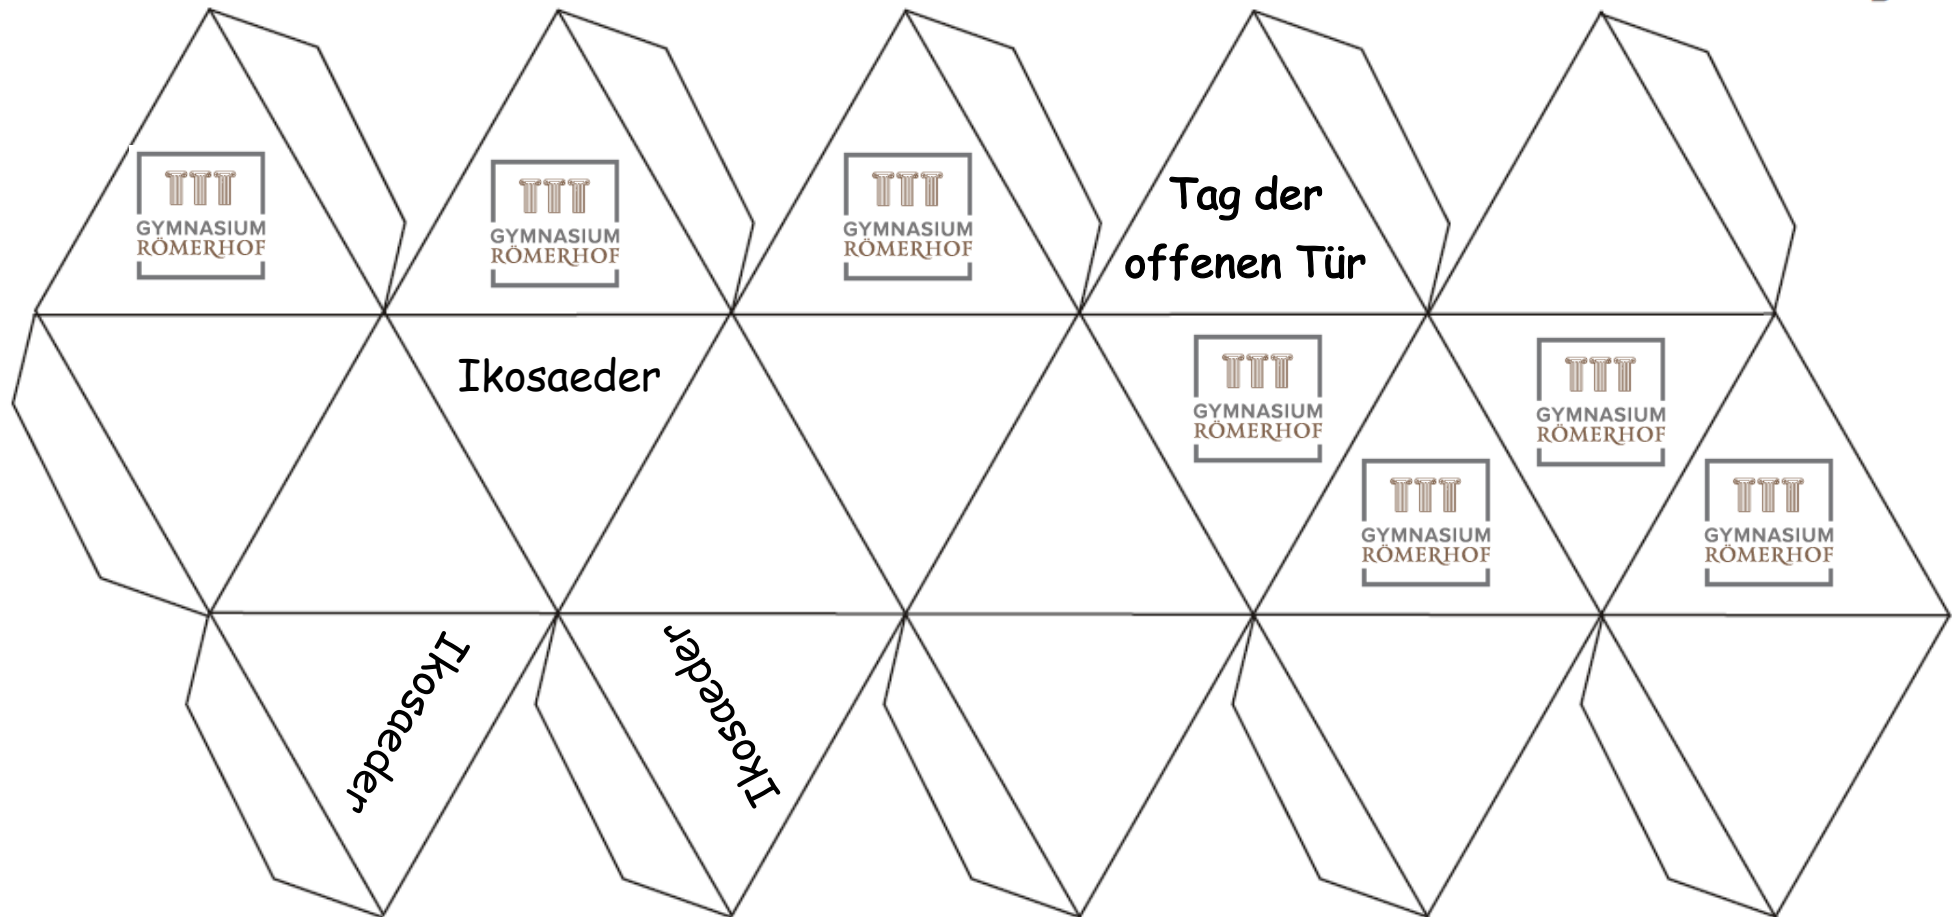 GYMNASIUM
RÖMERHOF
GYMNASIUM
RÖMERHOF
GYMNASIUM
RÖMERHOF
Tag der
offenen Tür
Ikosaeder
GYMNASIUM
RÖMERHOF
GYMNASIUM
RÖMERHOF
GYMNASIUM
RÖMERHOF
GYMNASIUM
RÖMERHOF
Ikosaeder
Ikosaeder